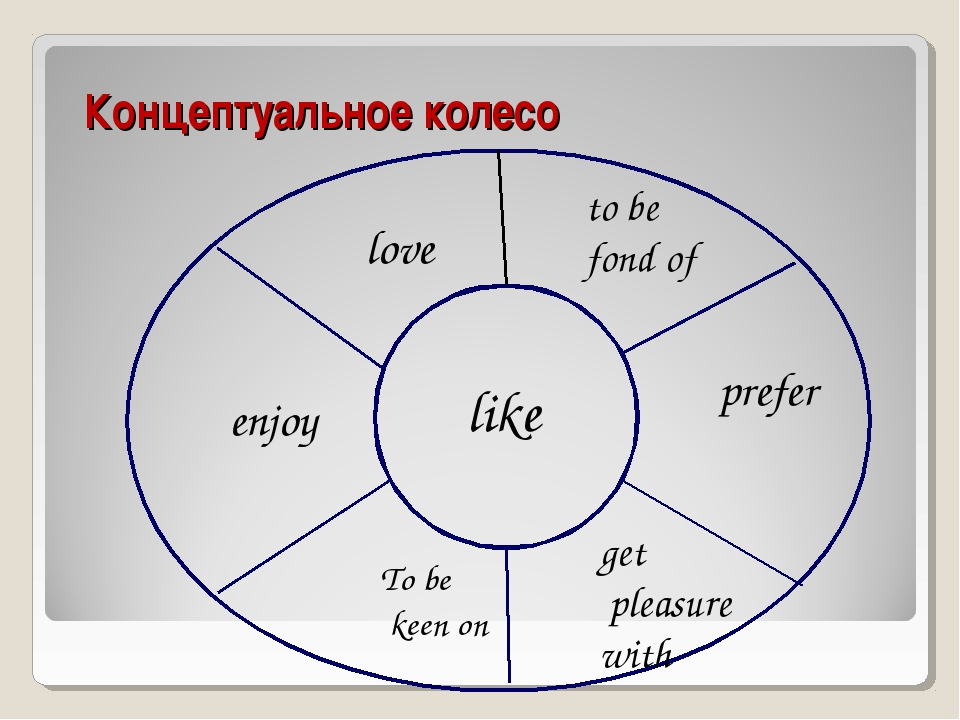 Концептуальное колесо
love
to be
fond of
enjoy
like
prefer
To be
keen on
get
pleasure
with